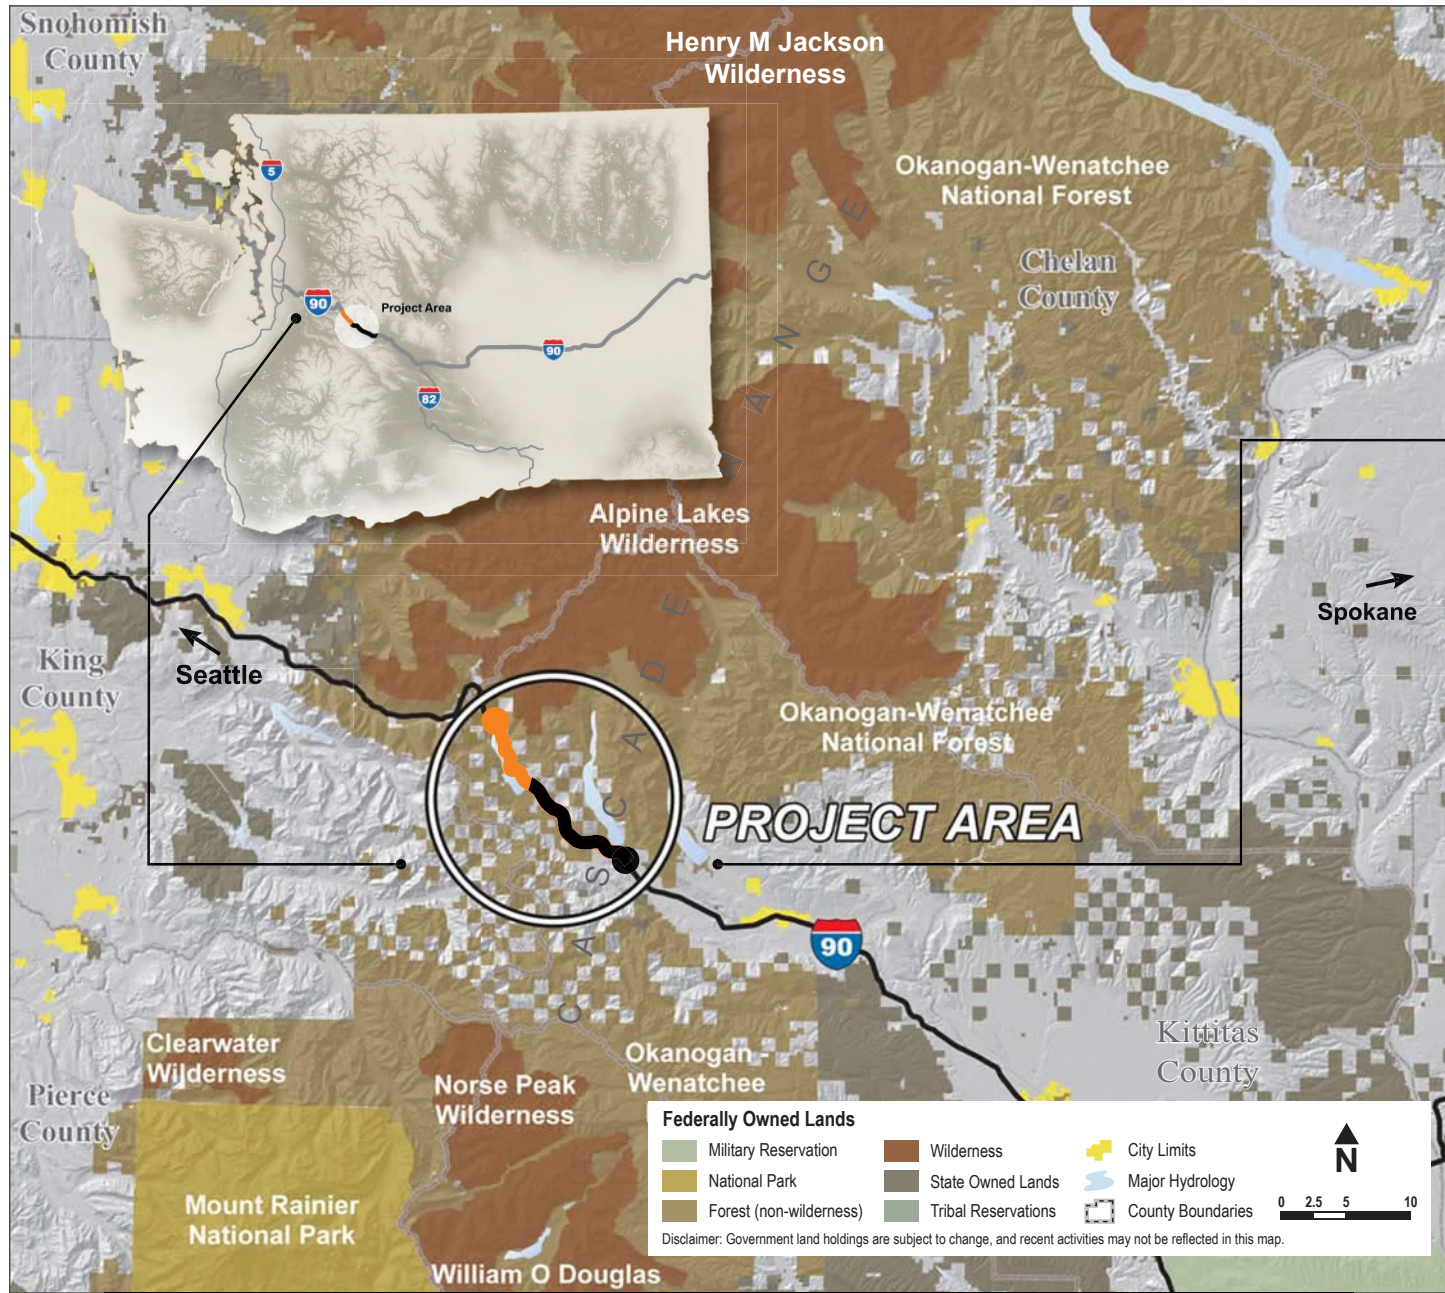 Snohomish
County
Henry M Jackson
Wilderness
Okanogan-Wenatchee
National Forest
Chelan
County
5
90
Project Area
90
82
CASCADE RANGE
Alpine Lakes
Wilderness
Spokane
King
County
Seattle
Okanogan-Wenatchee
National Forest
PROJECT AREA
90
Kittitas
County
Clearwater
Wilderness
Norse Peak
Wilderness
Okanogan -
Wenatchee
Pierce
County
Mount Rainier
National Park
William O Douglas
Federally Owned Lands
Military Reservation
National Park
Forest (non-wilderness)
Wilderness
State Owned Lands
Tribal Reservations
City Limits
Major Hydrology
County Boundaries
N
0 2.5 5 10
Disclaimer: Government land holdings are subject to change, and recent activities may not be reflected in this map.